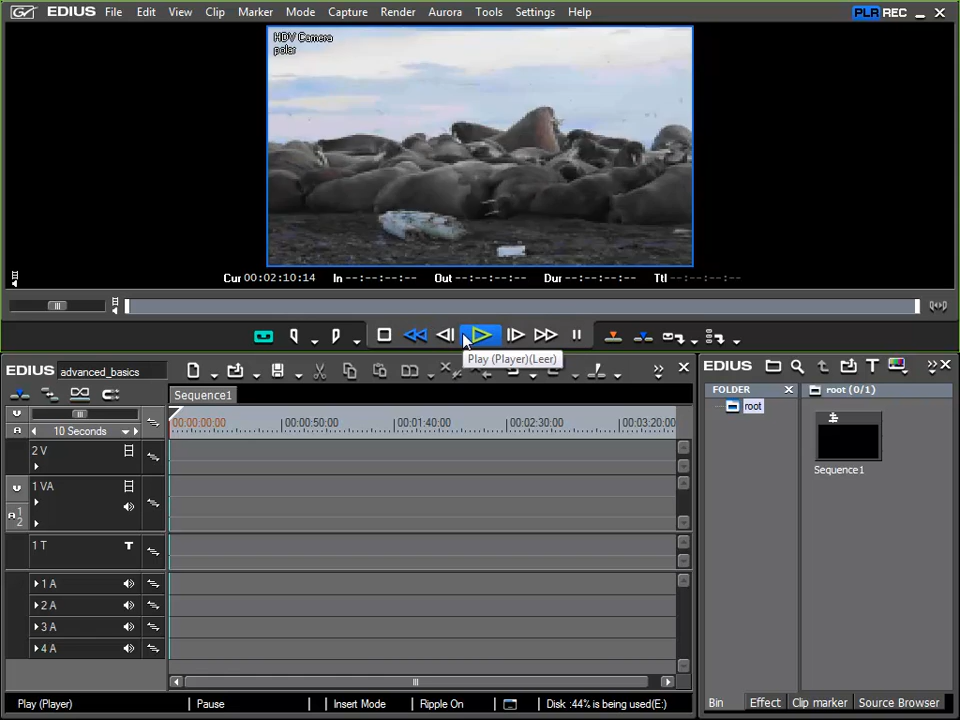 EDIUS File Edit View Clip Marker Mode Capture Render Aurora Tools Settings Help PLR REC
HDV Camera
polar
Cur 00:02:10:14 In --:--:--:-- Out --:--:--:-- Dur --:--:--:-- Ttl --:--:--:--
Play (Player)(Leer)
EDIUS advanced_basics
Sequence1
10 Seconds
00:00:00:00 00:00:50:00 00:01:40:00 00:02:30:00 00:03:20:00
2 V
1 VA
A 1
2
1 T T
1 A
2 A
3 A
4 A
EDIUS
FOLDER
root
root (0/1)
Sequence1
Bin Effect Clip marker Source Browser
Play (Player) Pause Insert Mode Ripple On Disk :44% is being used(E:)